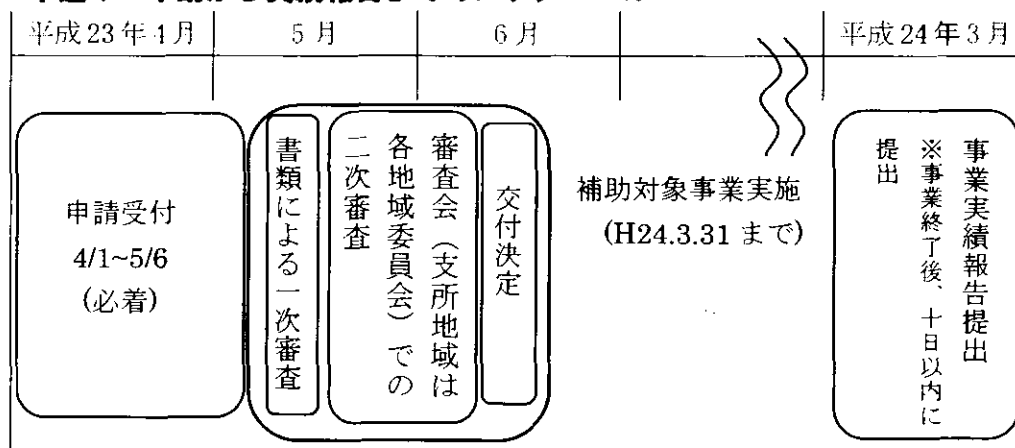 平成23年4月
5月
6月
平成24年3月
申請受付
4/1~5/6
(必着)
書類による一次審査
審査会(支所地域は
各地域委員会)での
二次審査
交付決定
補助対象事業実施
(H24.3.31 まで)
事業実績報告提出
※事業終了後、十日以内に
提出